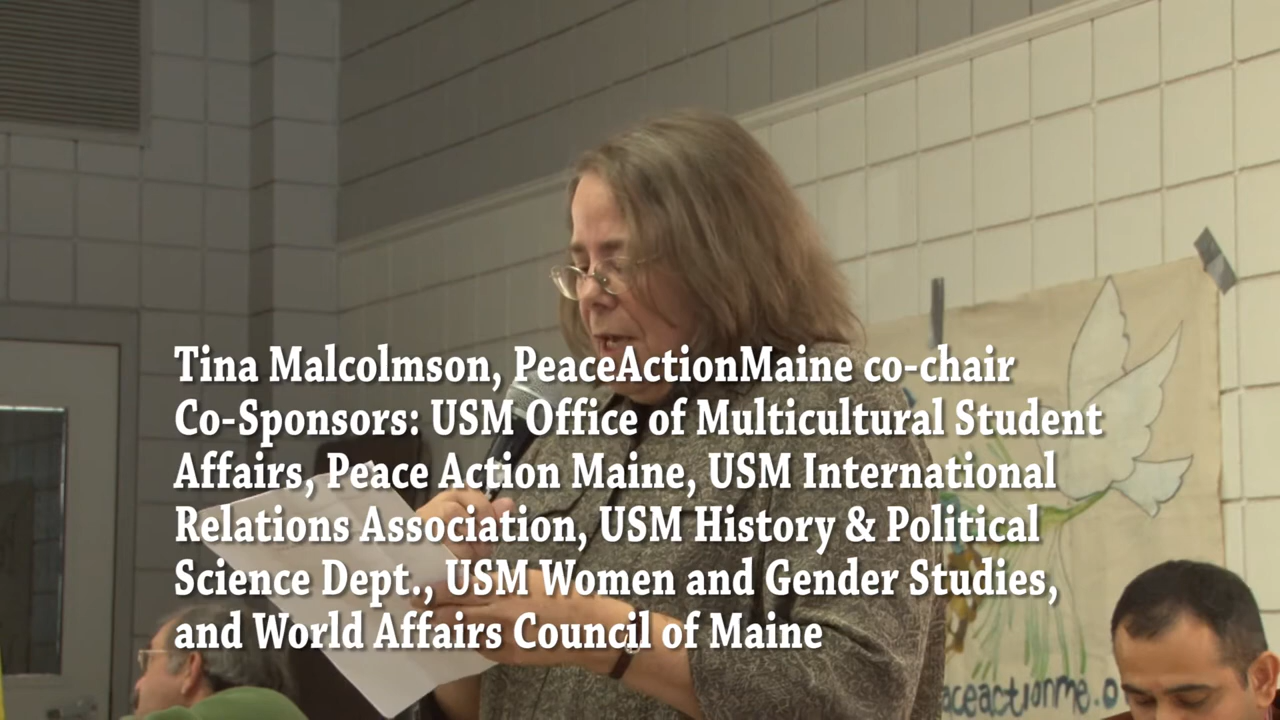 Tina Malcolmson, PeaceActionMaine co-chair
Co-Sponsors: USM Office of Multicultural Student
Affairs, Peace Action Maine, USM International
Relations Association, USM History & Political
Science Dept., USM Women and Gender Studies,
and World Affairs Council of Maine
aceactionme.o